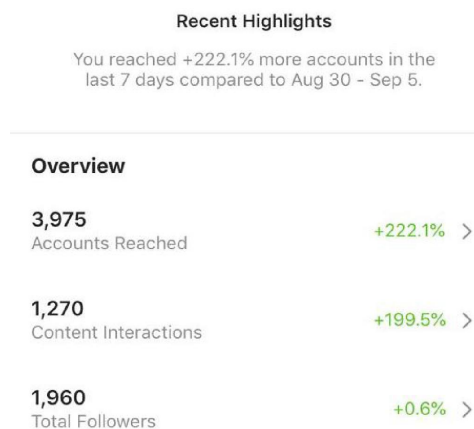 Recent Highlights
You reached +222.1% more accounts in the
last 7 days compared to Aug 30 - Sep 5.
Overview
3,975
+222.1%
Accounts Reached
1,270
+199.5%
Content Interactions
1,960
+0.6%
Total Followers